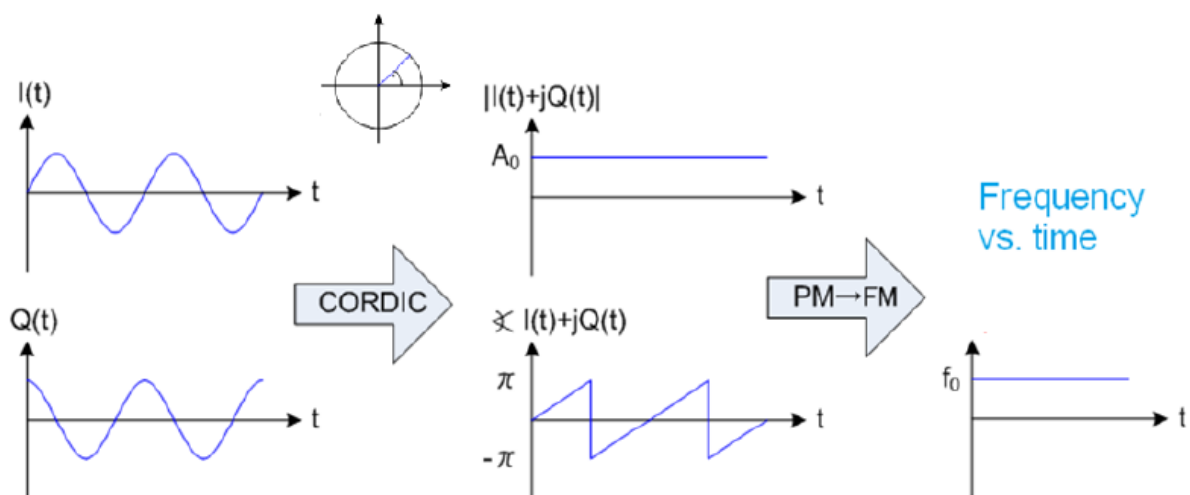 I(t)
t
Q(t)
t
CORDIC
|I(t)+jQ(t)|
A₀
t
∢ I(t)+jQ(t)
π
-π
t
PM→FM
Frequency
vs. time
f₀
t